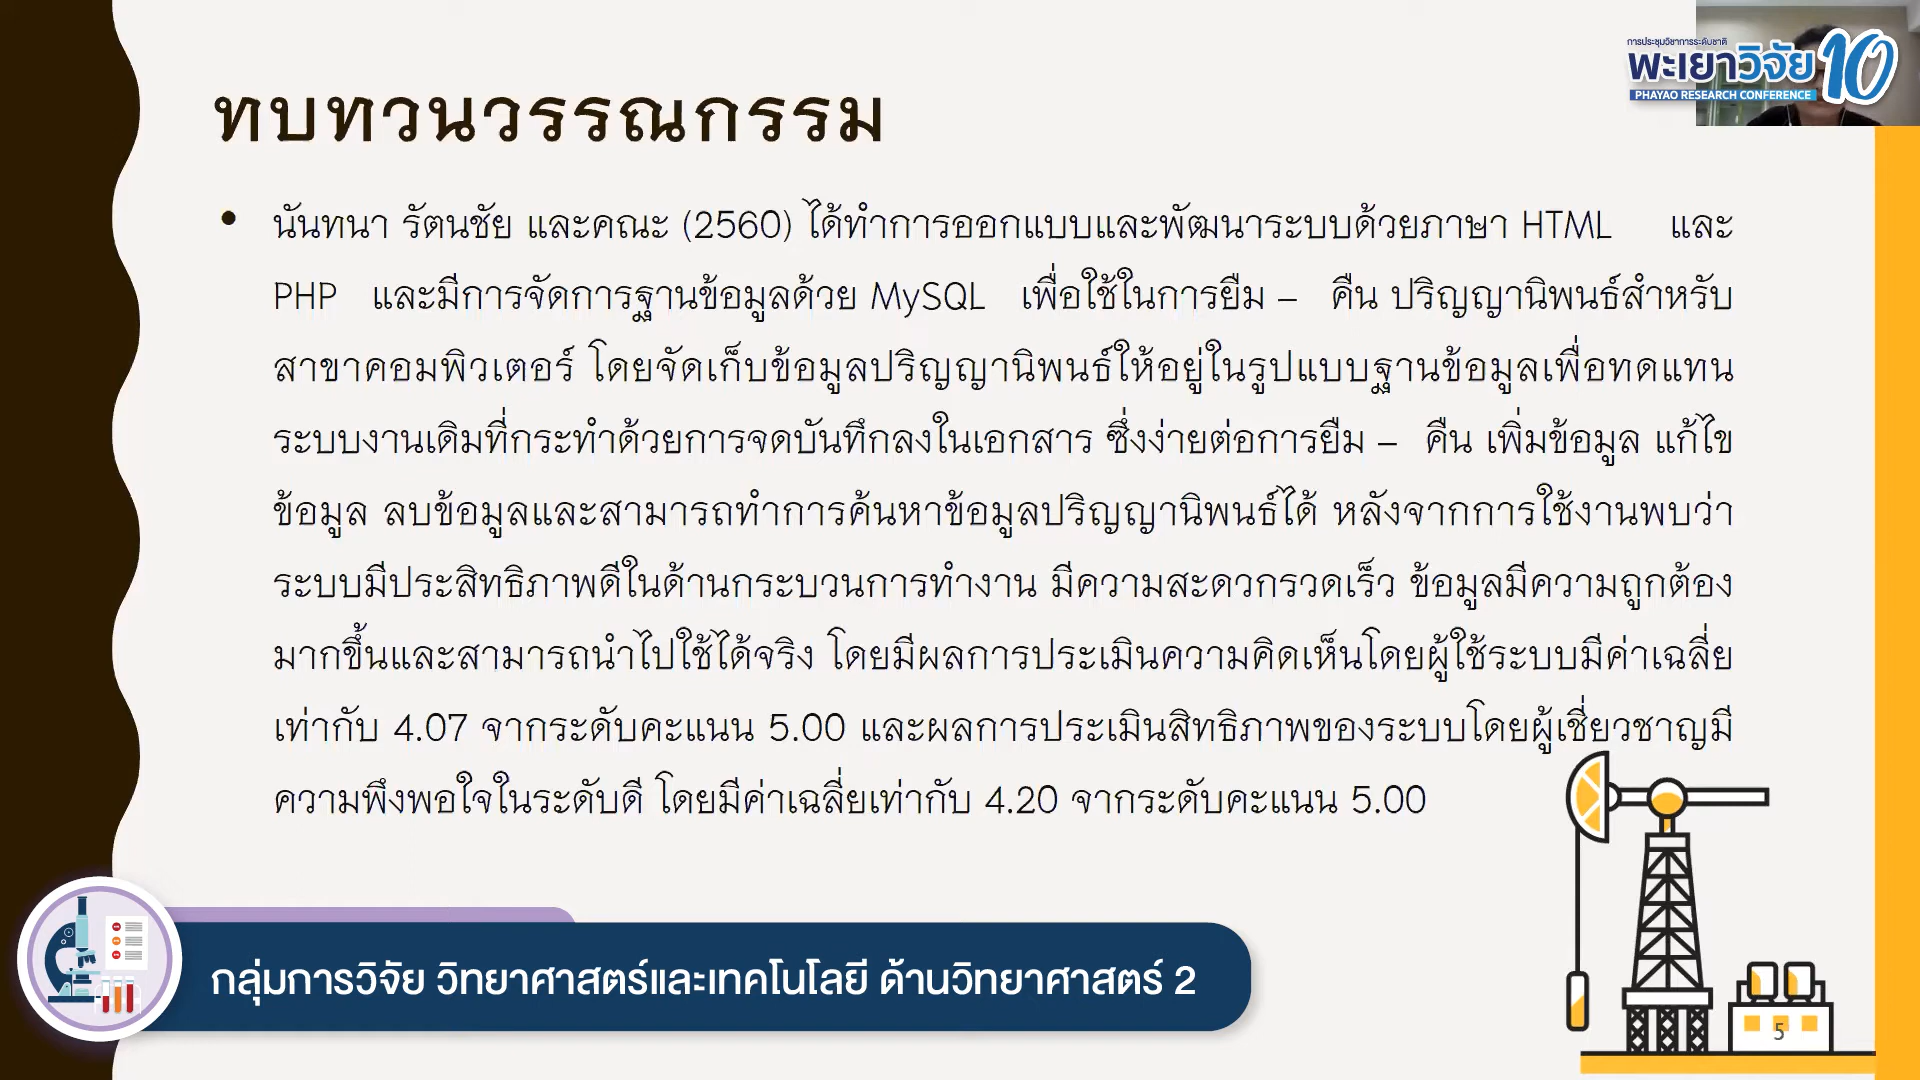 การประชุมวิชาการระดับชาติ
พะเยาวิจัย 10
PHAYAO RESEARCH CONFERENCE
ทบทวนวรรณกรรม
• นันทนา รัตนชัย และคณะ (2560) ได้ทำการออกแบบและพัฒนาระบบด้วยภาษา HTML และ
PHP และมีการจัดการฐานข้อมูลด้วย MySQL เพื่อใช้ในการยืม – คืน ปริญญานิพนธ์สำหรับ
สาขาคอมพิวเตอร์ โดยจัดเก็บข้อมูลปริญญานิพนธ์ให้อยู่ในรูปแบบฐานข้อมูลเพื่อทดแทน
ระบบงานเดิมที่กระทำด้วยการจดบันทึกลงในเอกสาร ซึ่งง่ายต่อการยืม – คืน เพิ่มข้อมูล แก้ไข
ข้อมูล ลบข้อมูลและสามารถทำการค้นหาข้อมูลปริญญานิพนธ์ได้ หลังจากการใช้งานพบว่า
ระบบมีประสิทธิภาพดีในด้านกระบวนการทำงาน มีความสะดวกรวดเร็ว ข้อมูลมีความถูกต้อง
มากขึ้นและสามารถนำไปใช้ได้จริง โดยมีผลการประเมินความคิดเห็นโดยผู้ใช้ระบบมีค่าเฉลี่ย
เท่ากับ 4.07 จากระดับคะแนน 5.00 และผลการประเมินสิทธิภาพของระบบโดยผู้เชี่ยวชาญมี
ความพึงพอใจในระดับดี โดยมีค่าเฉลี่ยเท่ากับ 4.20 จากระดับคะแนน 5.00
กลุ่มการวิจัย วิทยาศาสตร์และเทคโนโลยี ด้านวิทยาศาสตร์ 2
5